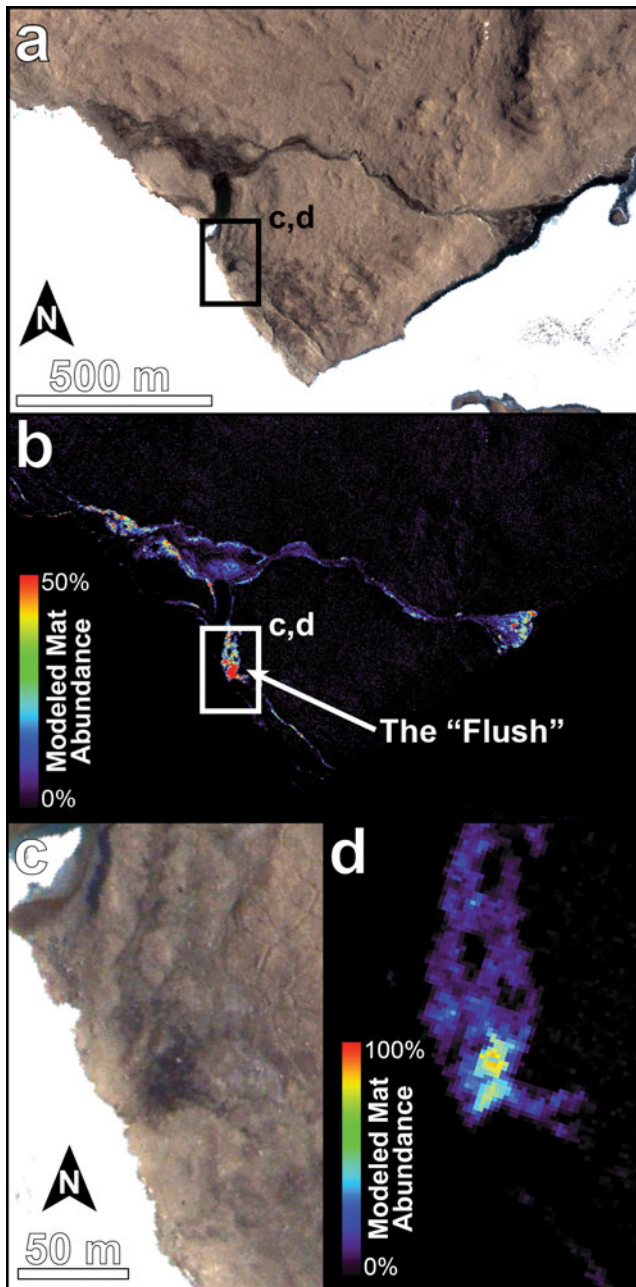 a
c,d
N
500 m
b
50%
Modeled Mat
Abundance
0%
c,d
The “Flush”
c
N
50 m
d
100%
Modeled Mat
Abundance
0%